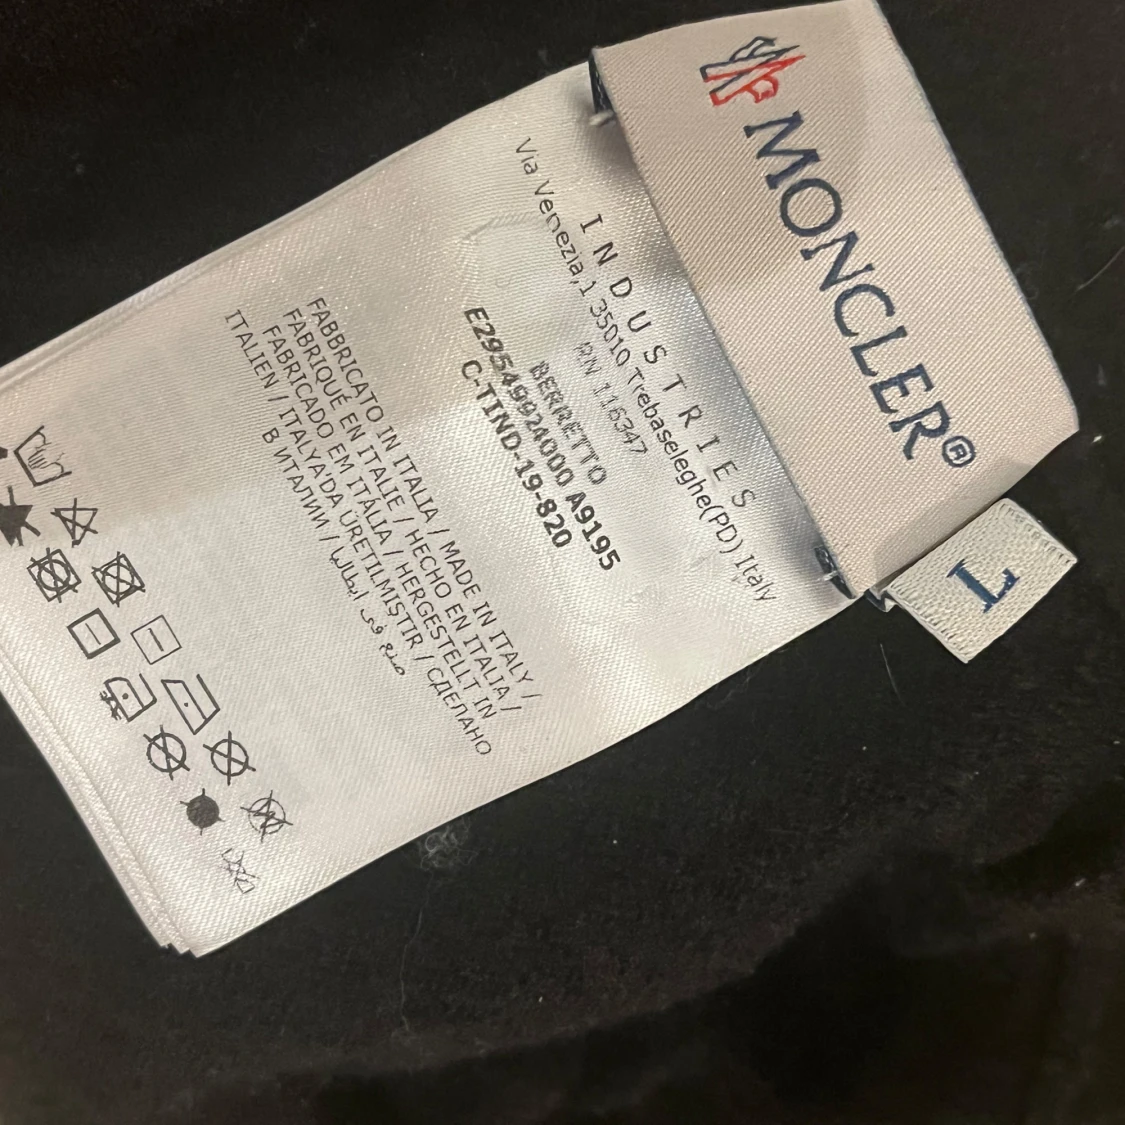 MONCLER®
L
INDUSTRIES
Via Venezia,1 35010 Trebaseleghe(PD) Italy
RN 116347
BERRETTO
E29549924000 A9195
C-TIND-19-820
FABBRICATO IN ITALIA / MADE IN ITALY /
FABRIQUÉ EN ITALIE / HECHO EN ITALIA /
FABRICADO EM ITÁLIA / HERGESTELLT IN
ITALIEN / ITALYA'DA ÜRETILMIŞTIR / СДЕЛАНО
В ИТАЛИИ / صنع في ايطاليا